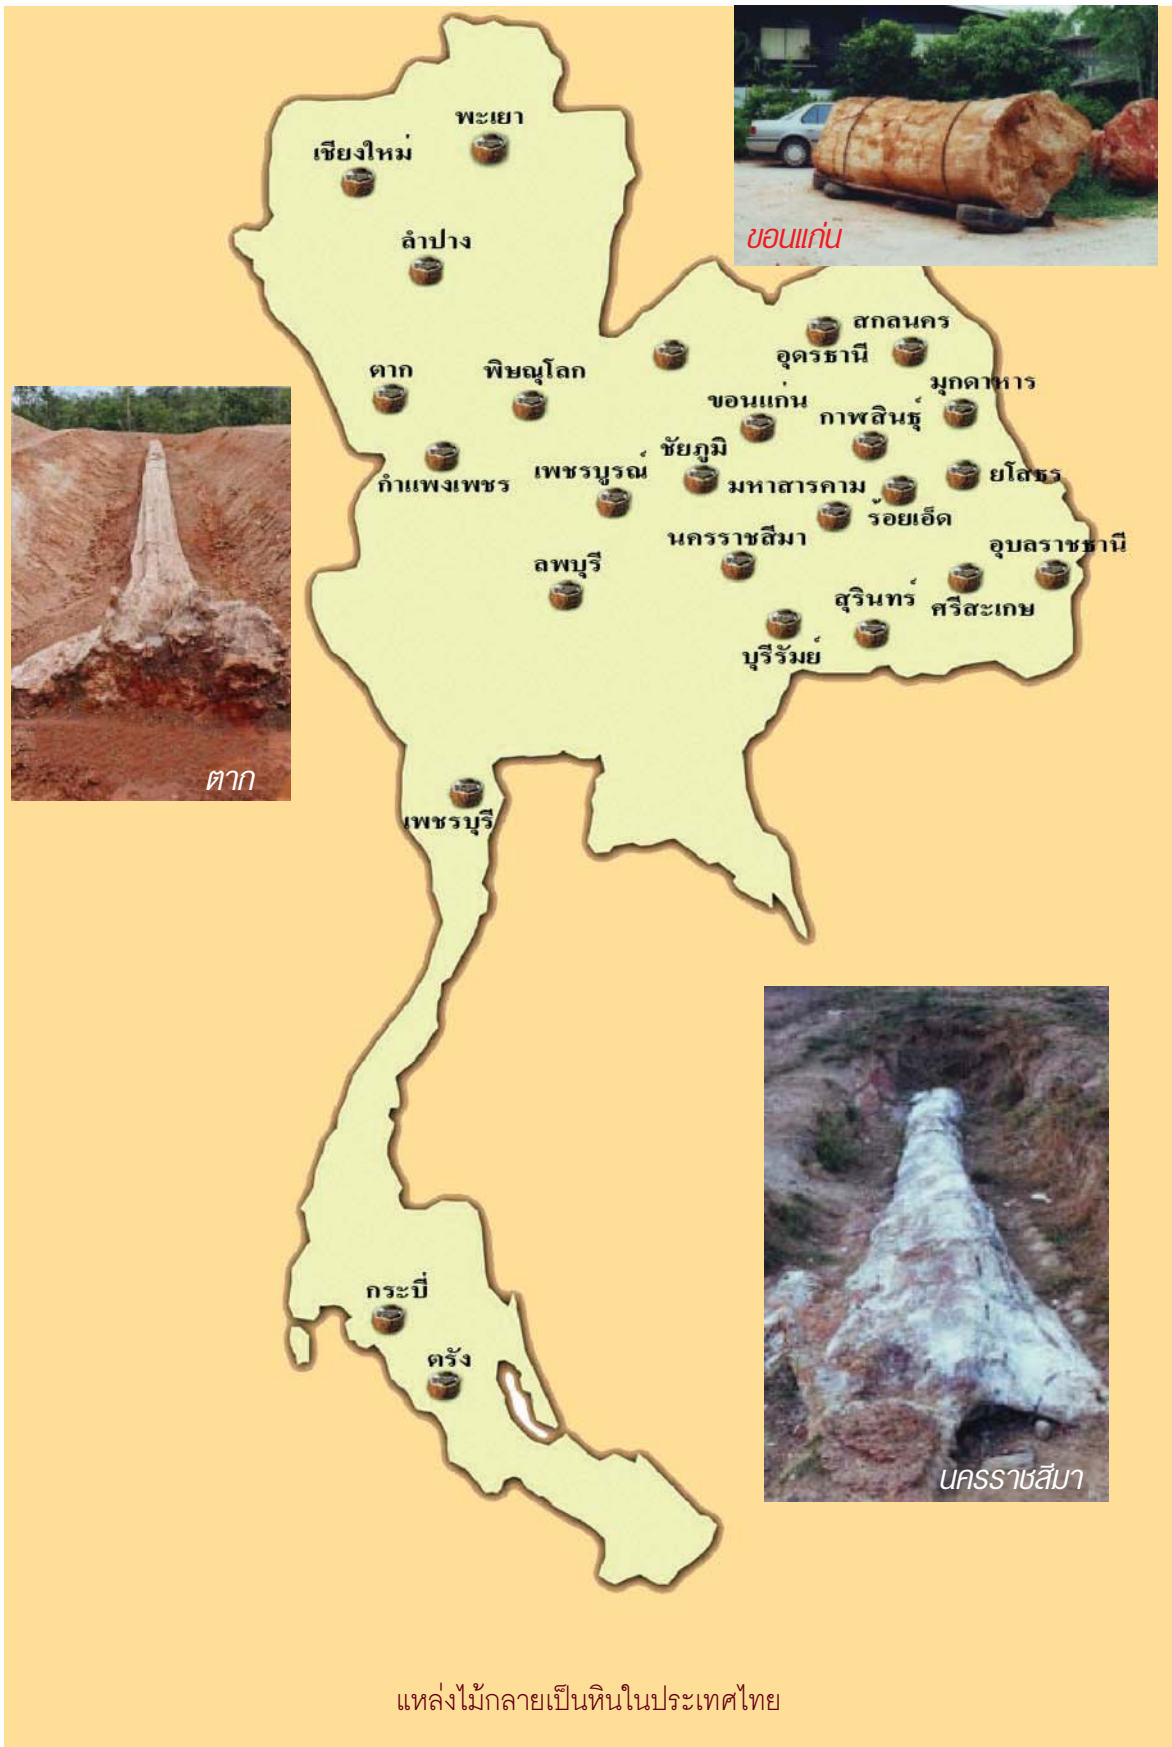 พะเยา
เชียงใหม่
ลำปาง
ขอนแก่น
สกลนคร
อุดรธานี
ตาก
พิษณุโลก
มุกดาหาร
ขอนแก่น
กาฬสินธุ์
ชัยภูมิ
กำแพงเพชร
เพชรบูรณ์
มหาสารคาม
ยโสธร
ร้อยเอ็ด
นครราชสีมา
อุบลราชธานี
ลพบุรี
สุรินทร์
ศรีสะเกษ
บุรีรัมย์
ตาก
เพชรบุรี
กระบี่
ตรัง
นครราชสีมา
แหล่งไม้กลายเป็นหินในประเทศไทย